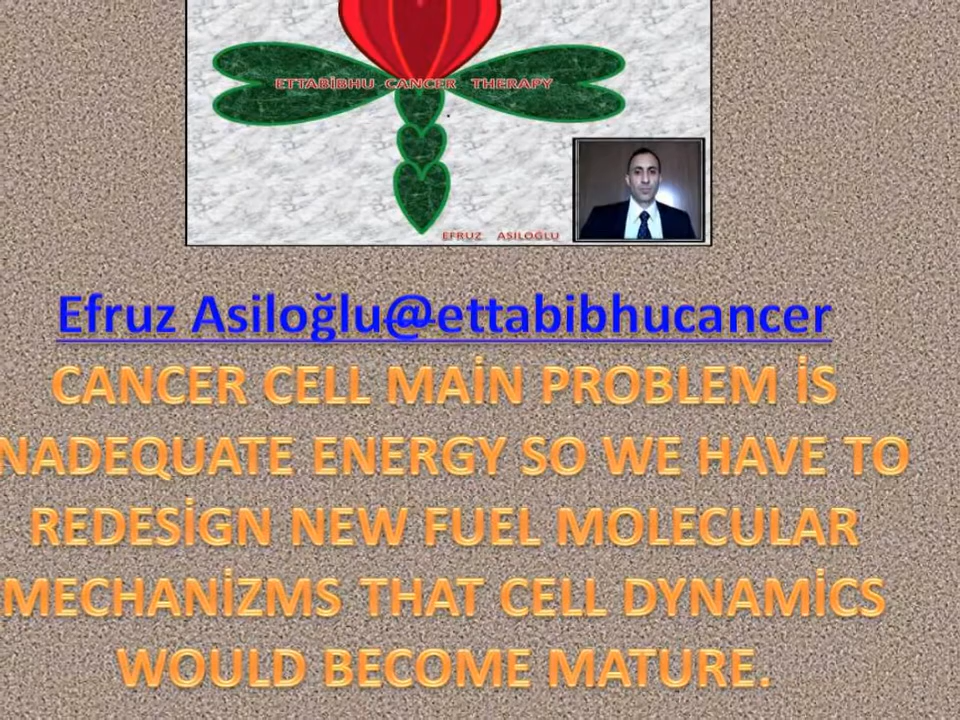 ETTABİBHU CANCER THERAPY
EFRUZ ASILOĞLU
Efruz Asiloğlu@ettabibhucancer
CANCER CELL MAİN PROBLEM İS
NADEQUATE ENERGY SO WE HAVE TO
REDESİGN NEW FUEL MOLECULAR
MECHANİZMS THAT CELL DYNAMİCS
WOULD BECOME MATURE.